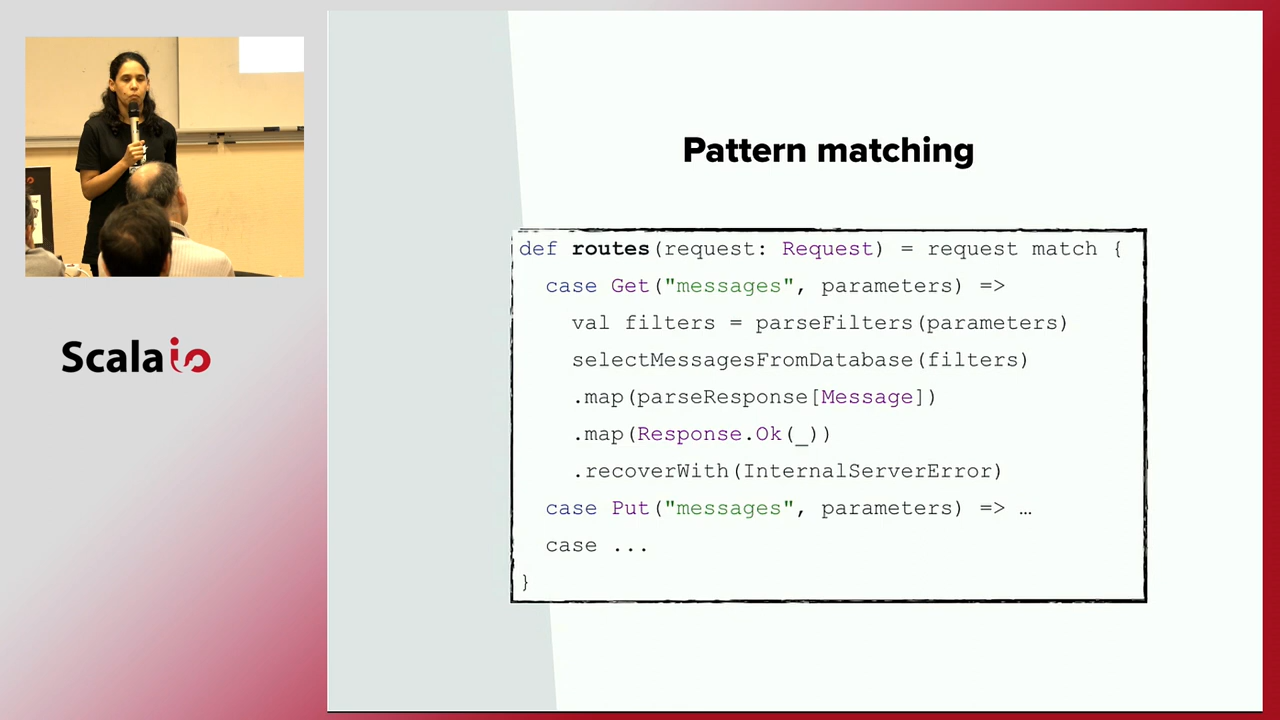 Scala
io
Pattern matching
def routes(request: Request) = request match {
case Get("messages", parameters) =>
val filters = parseFilters(parameters)
selectMessagesFromDatabase(filters)
.map(parseResponse[Message])
.map(Response.Ok(_))
.recoverWith(InternalServerError)
case Put("messages", parameters) => …
case ...
}